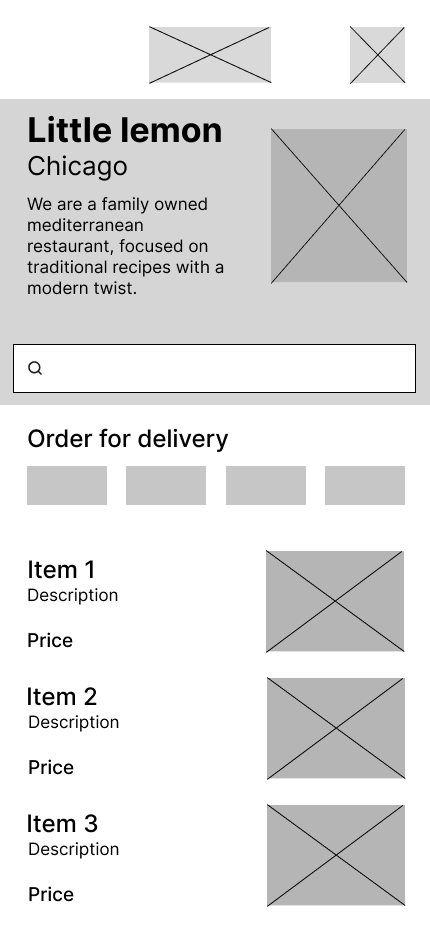 Little lemon
Chicago
We are a family owned
mediterranean
restaurant, focused on
traditional recipes with a
modern twist.
Order for delivery
Item 1
Description
Price
Item 2
Description
Price
Item 3
Description
Price